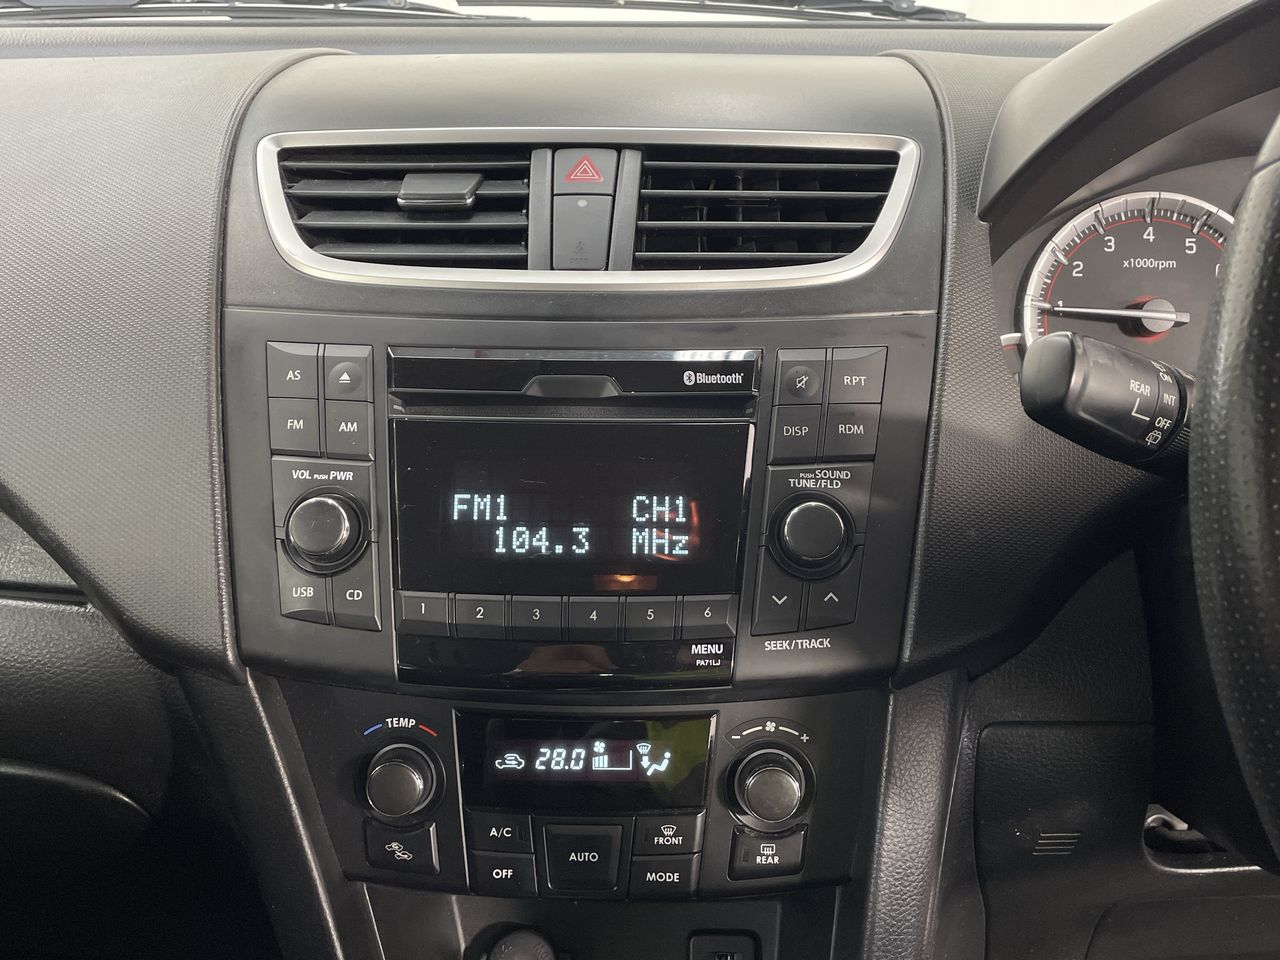 x1000rpm
1
2
3
4
5
REAR
ON
INT
OFF
AS
FM
AM
Bluetooth
RPT
DISP
RDM
VOL PUSH PWR
PUSH SOUND
TUNE/FLD
FM1 CH1
104.3 MHz
USB
CD
1
2
3
4
5
6
SEEK/TRACK
MENU
PA71LJ
TEMP
28.0
- +
A/C
OFF
AUTO
FRONT
MODE
REAR